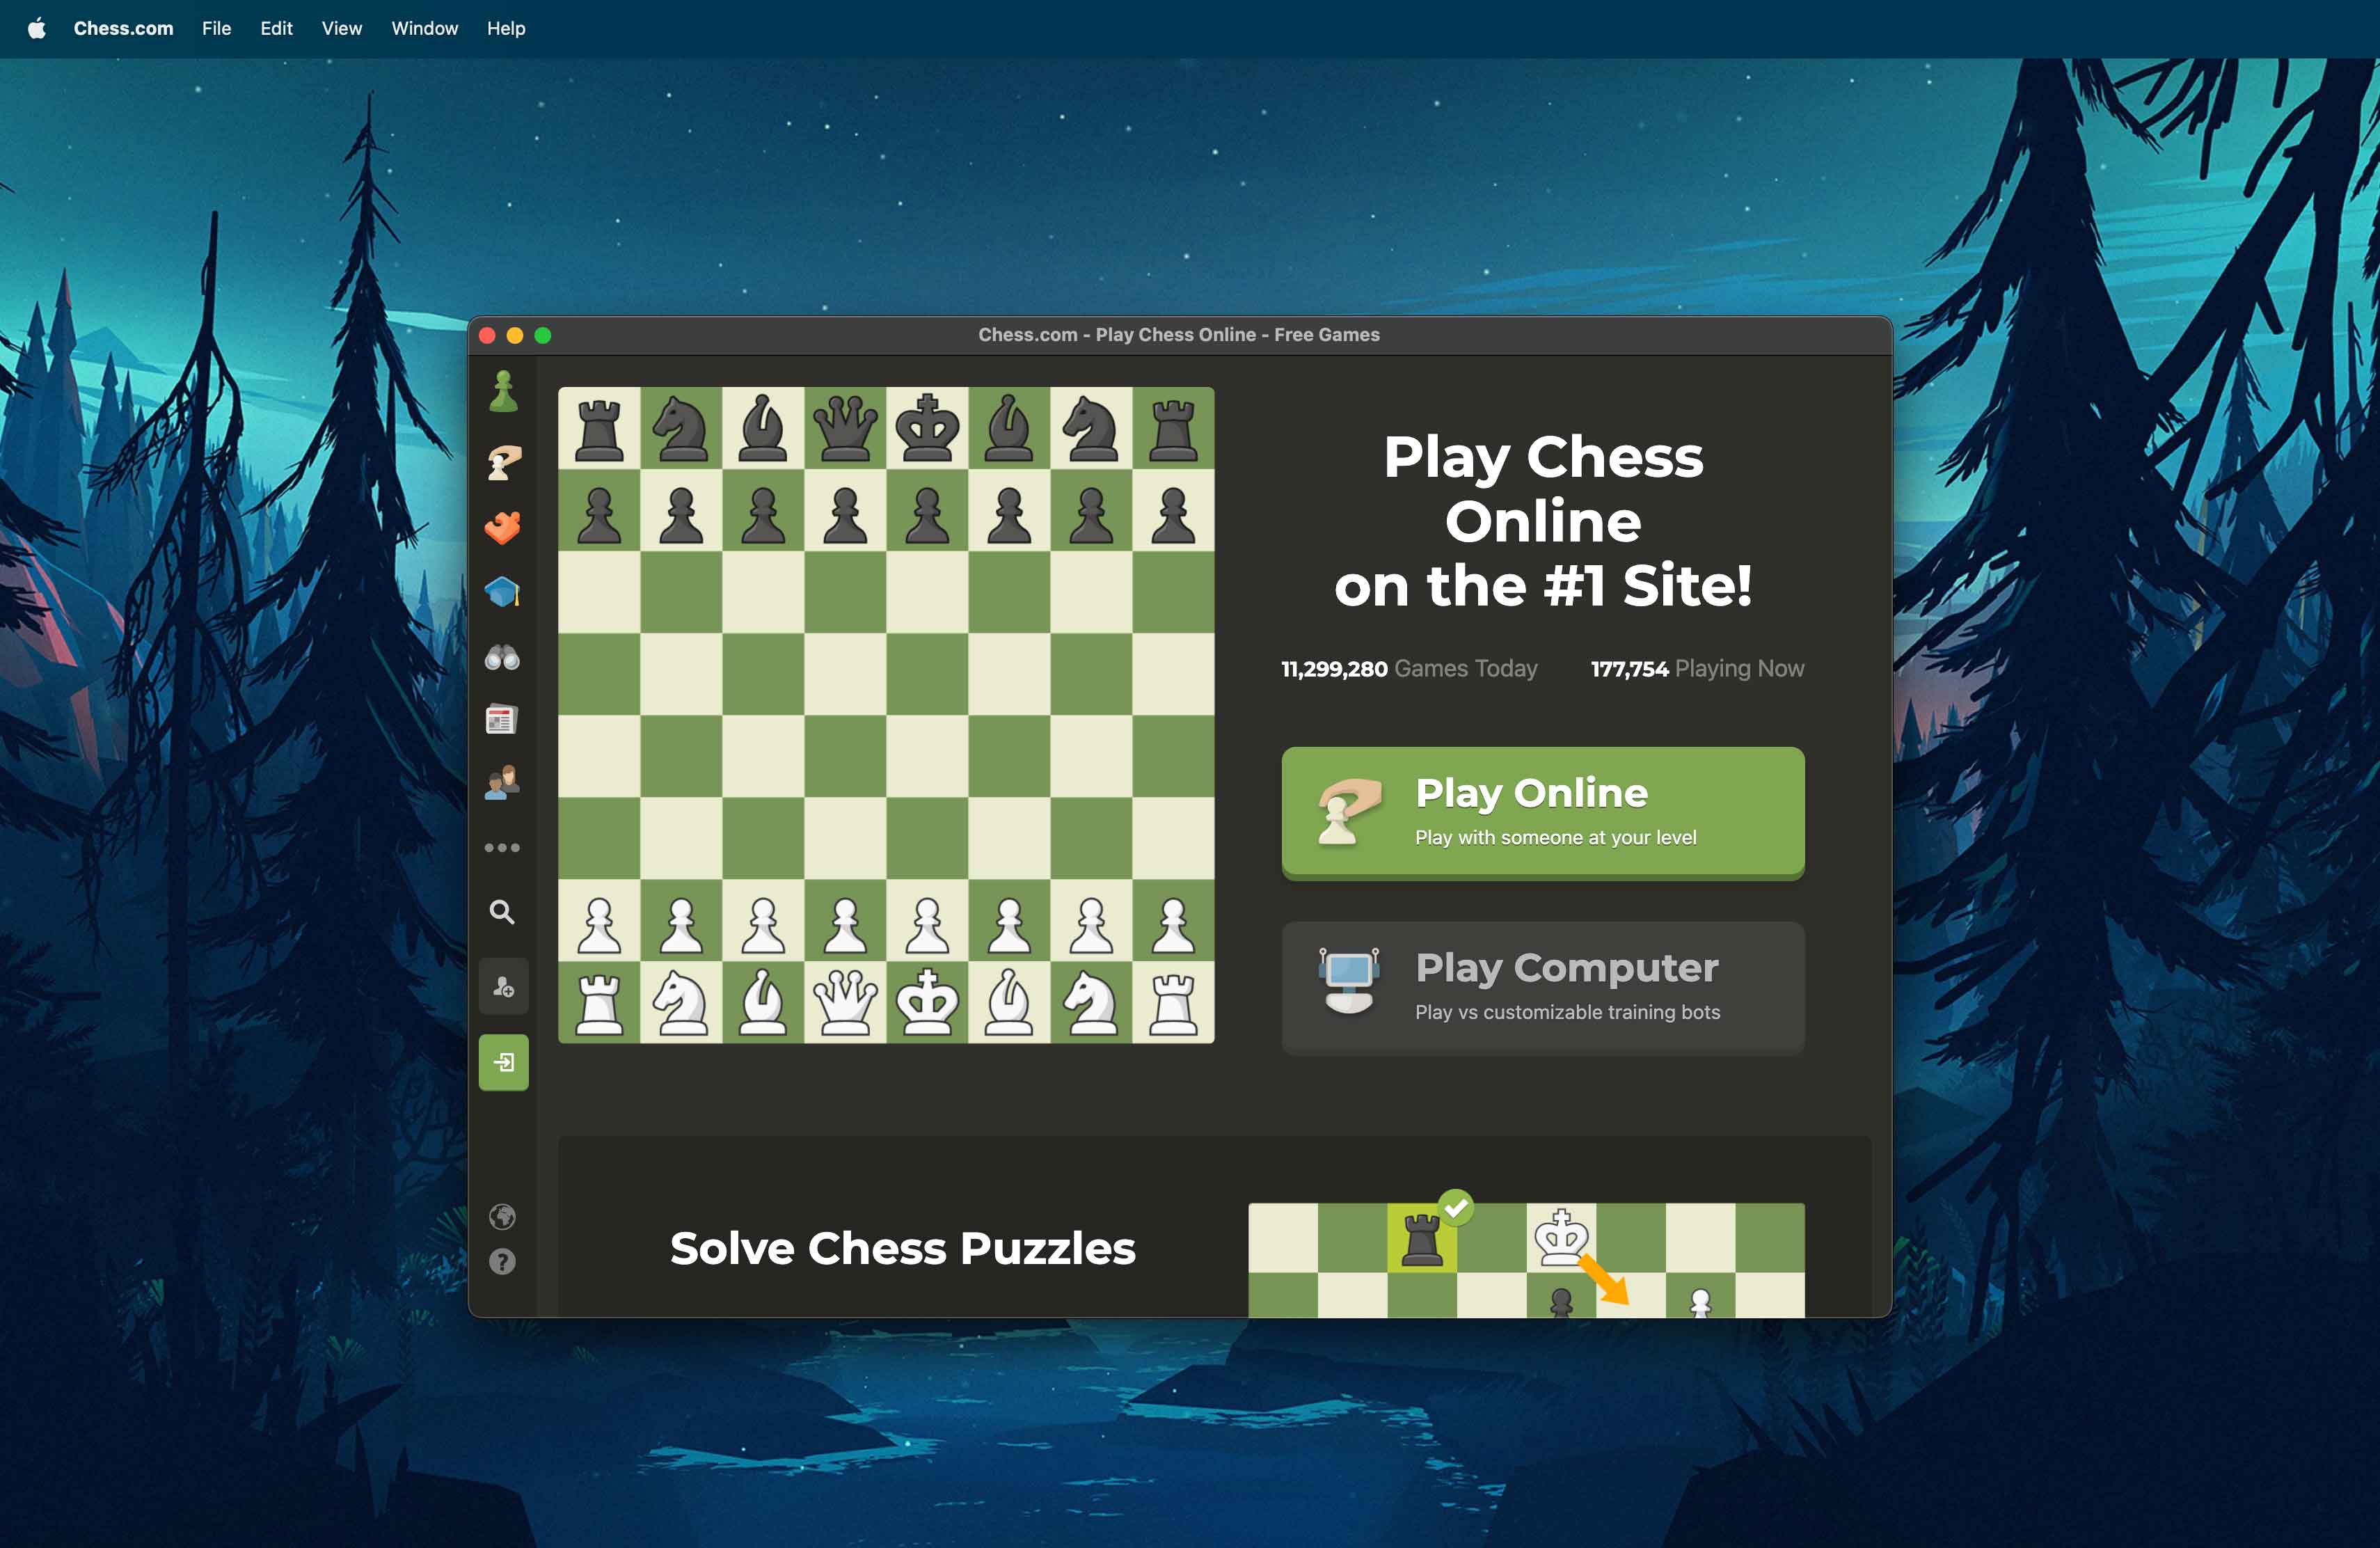 Chess.com File Edit View Window Help
Chess.com - Play Chess Online - Free Games
Play Chess
Online
on the #1 Site!
11,299,280 Games Today 177,754 Playing Now
Play Online
Play with someone at your level
Play Computer
Play vs customizable training bots
Solve Chess Puzzles